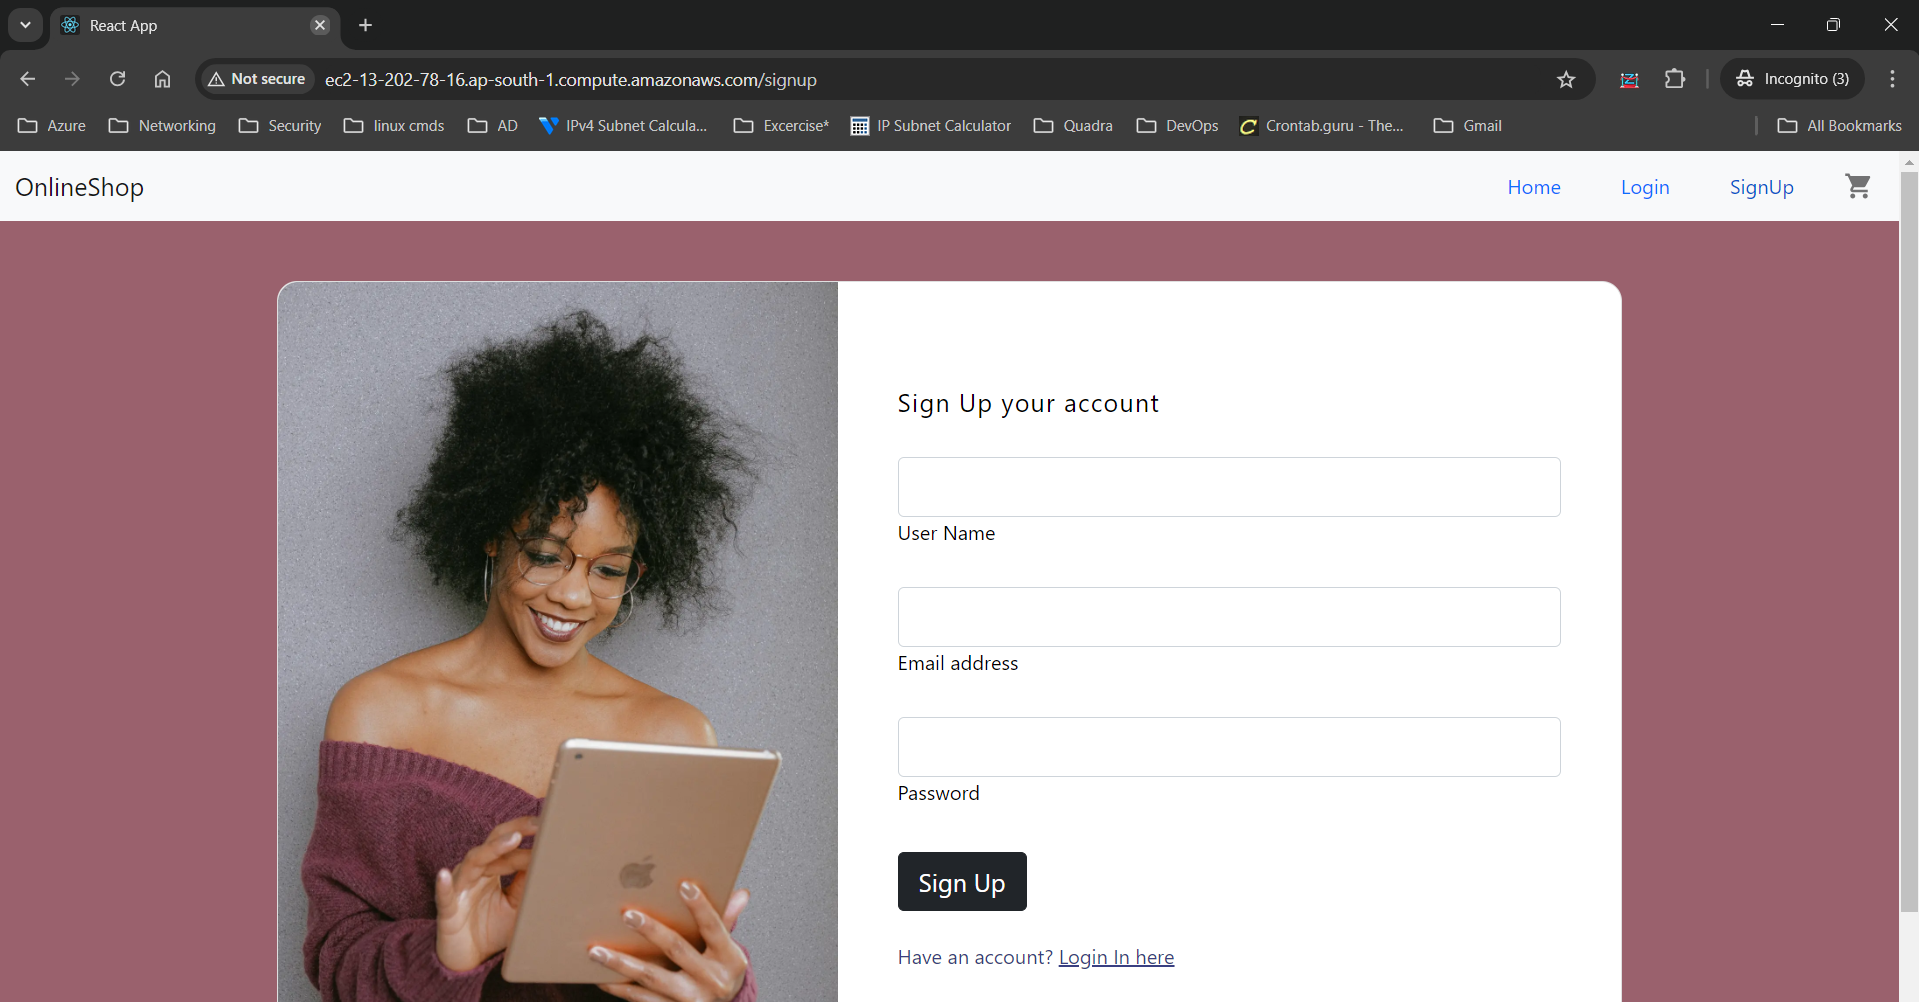 React App
Not secure
ec2-13-202-78-16.ap-south-1.compute.amazonaws.com/signup
Incognito (3)
Azure
Networking
Security
linux cmds
AD
IPv4 Subnet Calcula...
Excercise*
IP Subnet Calculator
Quadra
DevOps
Crontab.guru - The...
Gmail
All Bookmarks
OnlineShop
Home
Login
SignUp
Sign Up your account
User Name
Email address
Password
Sign Up
Have an account? Login In here